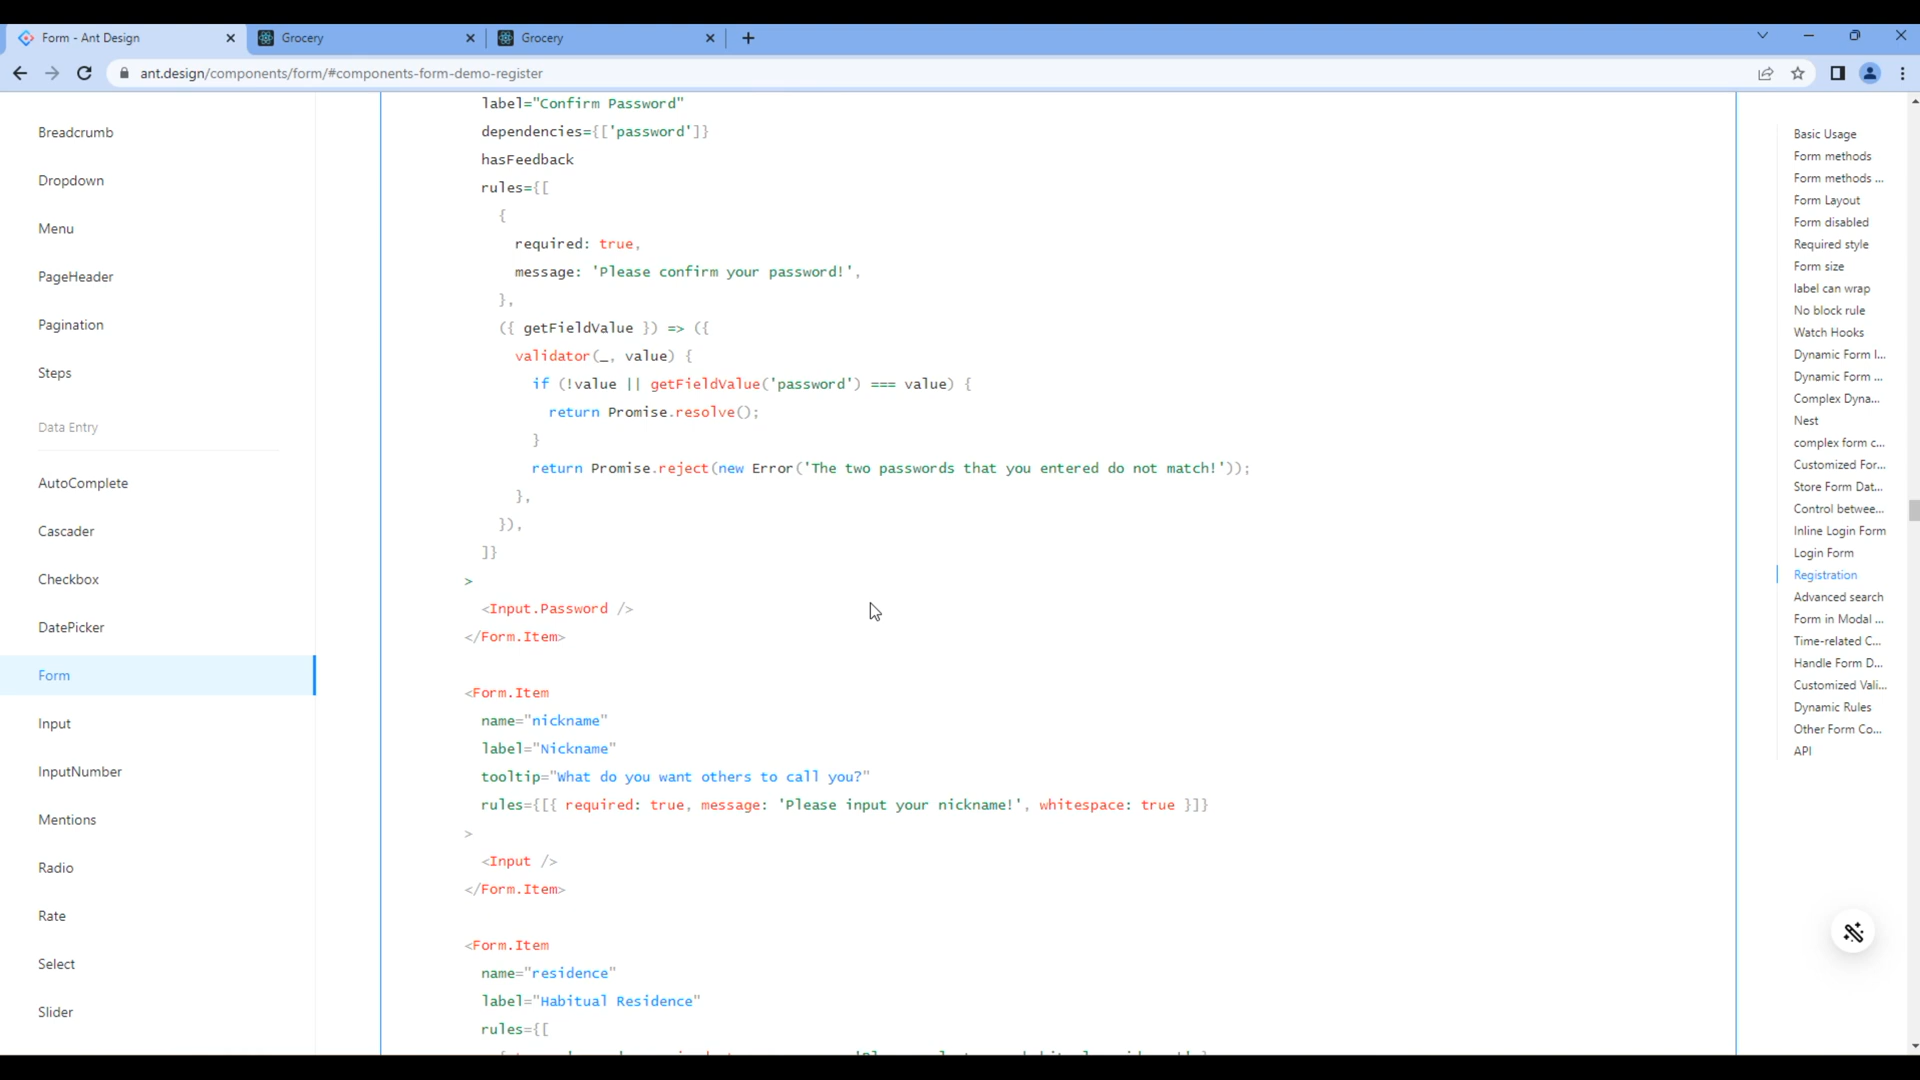 Form - Ant Design
Grocery
Grocery
ant.design/components/form/#components-form-demo-register
Breadcrumb
Dropdown
Menu
PageHeader
Pagination
Steps
Data Entry
AutoComplete
Cascader
Checkbox
DatePicker
Form
Input
InputNumber
Mentions
Radio
Rate
Select
Slider
label="Confirm Password"
dependencies={['password']}
hasFeedback
rules={[
{
required: true,
message: 'Please confirm your password!',
},
({ getFieldValue }) => ({
validator(_, value) {
if (!value || getFieldValue('password') === value) {
return Promise.resolve();
}
return Promise.reject(new Error('The two passwords that you entered do not match!'));
},
}),
]}
>
<Input.Password />
</Form.Item>
<Form.Item
name="nickname"
label="Nickname"
tooltip="What do you want others to call you?"
rules={[{ required: true, message: 'Please input your nickname!', whitespace: true }]}
>
<Input />
</Form.Item>
<Form.Item
name="residence"
label="Habitual Residence"
rules={[
Basic Usage
Form methods
Form methods ...
Form Layout
Form disabled
Required style
Form size
label can wrap
No block rule
Watch Hooks
Dynamic Form I...
Dynamic Form ...
Complex Dyna...
Nest
complex form c...
Customized For...
Store Form Dat...
Control betwee...
Inline Login Form
Login Form
Registration
Advanced search
Form in Modal ...
Time-related C...
Handle Form D...
Customized Vali...
Dynamic Rules
Other Form Co...
API